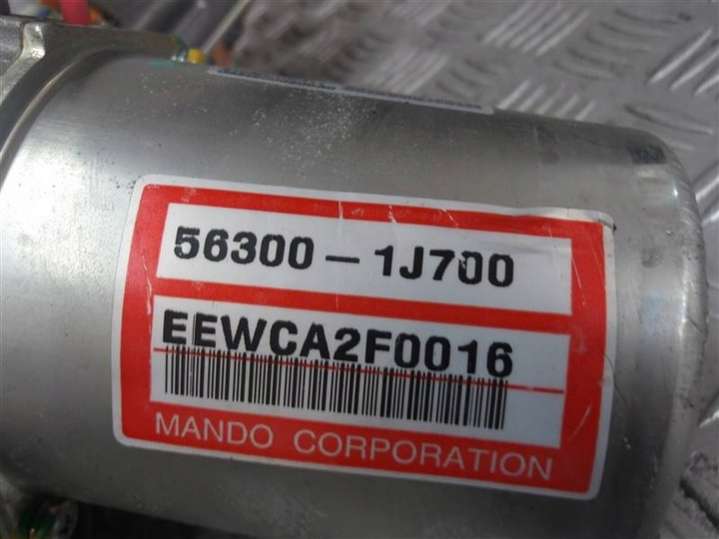 56300-1J700
EEWCA2F0016
MANDO CORPORATION